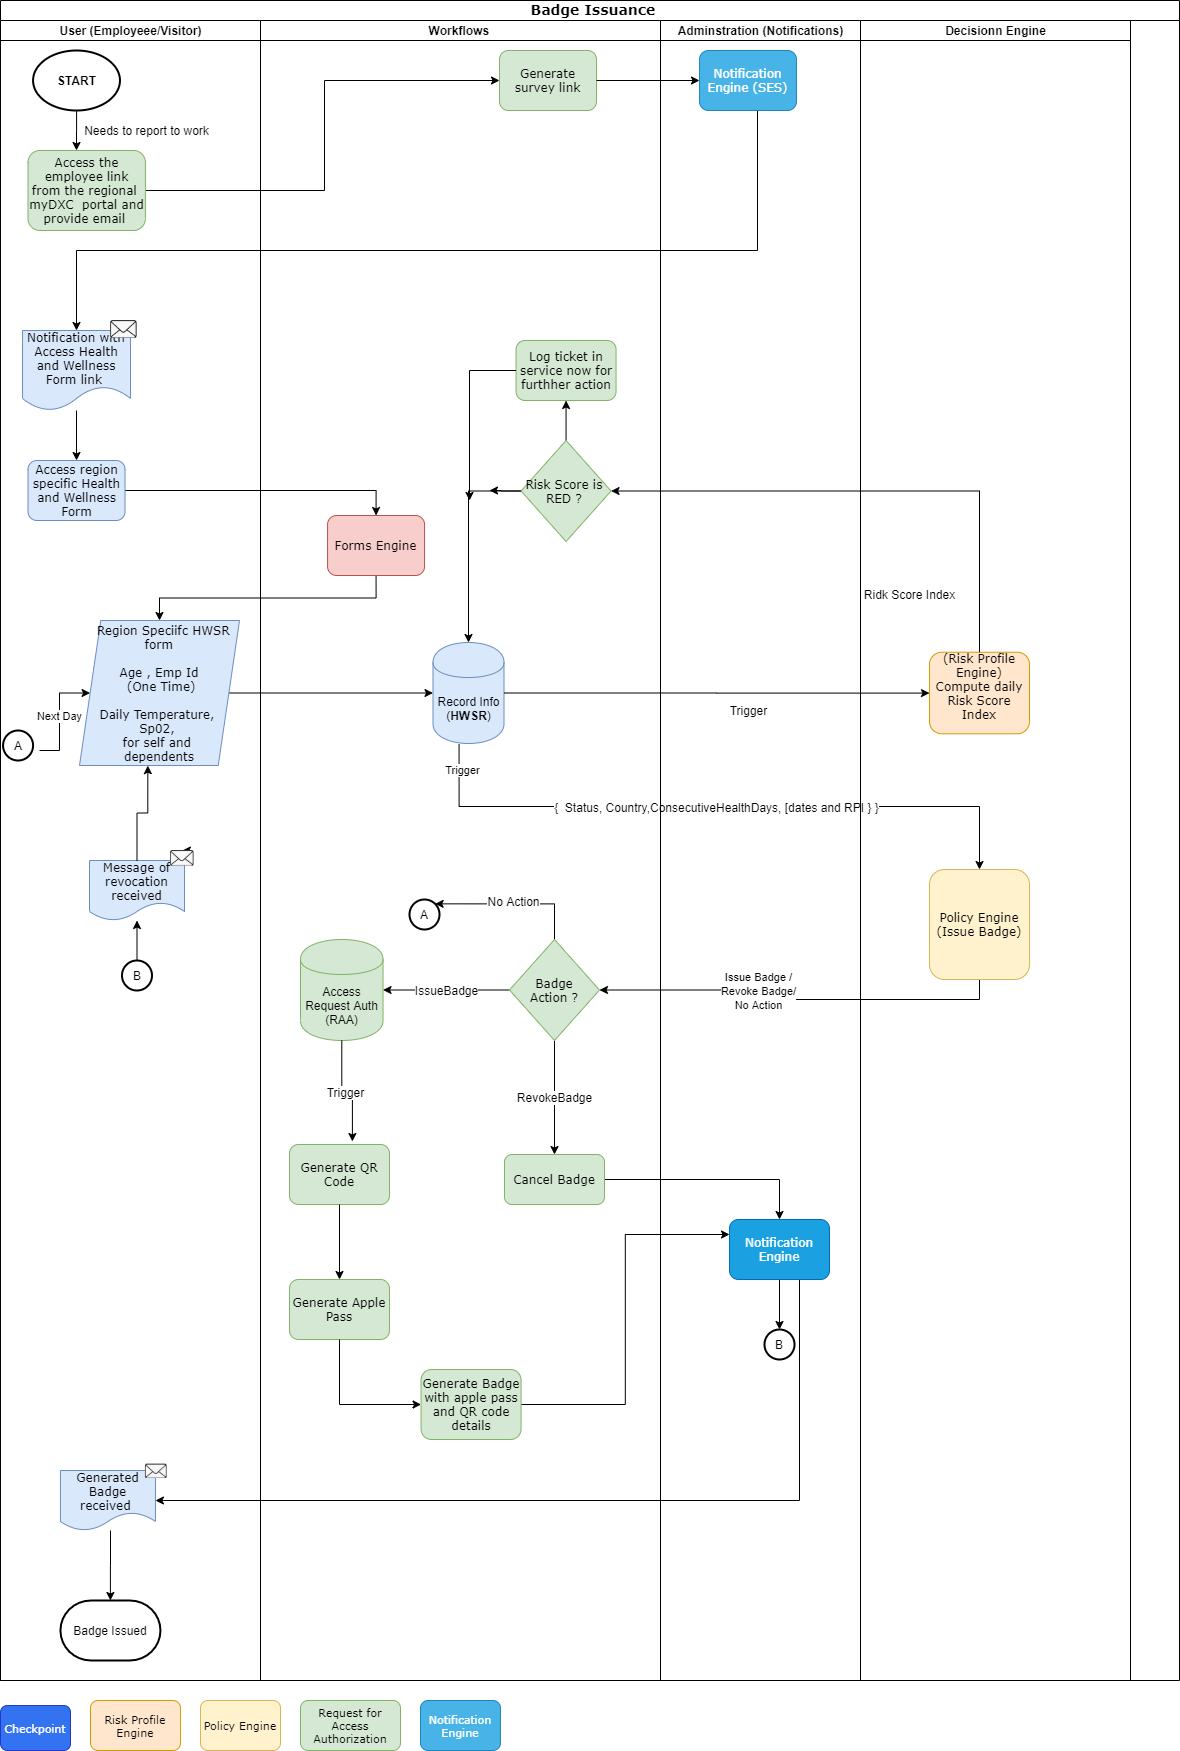 Badge Issuance
User (Employeee/Visitor)
Workflows
Adminstration (Notifications)
Decisionn Engine
START
Generate
survey link
Notification
Engine (SES)
Needs to report to work
Access the
employee link
from the regional
myDXC  portal and
provide email
Notification with
Access Health
and Wellness
Form link
Log ticket in
service now for
furthher action
Access region
specific Health
and Wellness
Form
Risk Score is
RED ?
Forms Engine
Ridk Score Index
Region Speciifc HWSR
form
Age , Emp Id
(One Time)
Daily Temperature,
Sp02,
for self and
dependents
Next Day
A
Record Info
(HWSR)
Trigger
(Risk Profile
Engine)
Compute daily
Risk Score
Index
Trigger
{  Status, Country,ConsecutiveHealthDays, [dates and RPI } }
Message of
revocation
received
B
A
No Action
Policy Engine
(Issue Badge)
Access
Request Auth
(RAA)
IssueBadge
Badge
Action ?
Issue Badge /
Revoke Badge/
No Action
Trigger
RevokeBadge
Generate QR
Code
Cancel Badge
Notification
Engine
Generate Apple
Pass
B
Generate Badge
with apple pass
and QR code
details
Generated
Badge
received
Badge Issued
Checkpoint
Risk Profile
Engine
Policy Engine
Request for
Access
Authorization
Notification
Engine